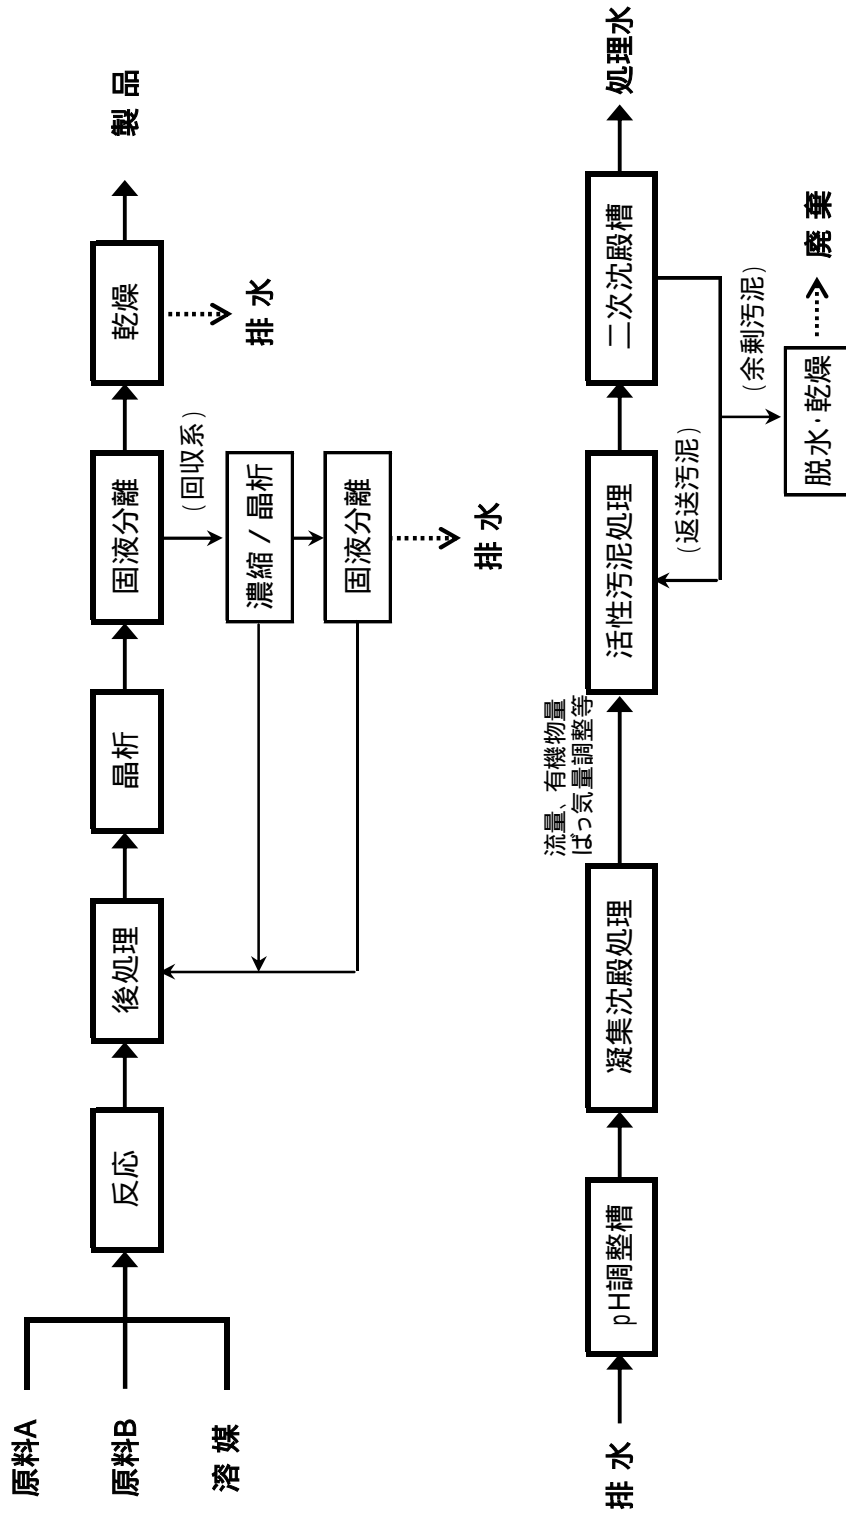 原料A
原料B
溶 媒
反応
後処理
晶析
固液分離
乾燥
製 品
(回収系)
濃縮 / 晶析
固液分離
排 水
排 水
排 水
pH調整槽
凝集沈殿処理
流量、有機物量
ばっ気量調整等
活性汚泥処理
二次沈殿槽
処理水
(返送汚泥)
(余剰汚泥)
脱水・乾燥
廃 棄